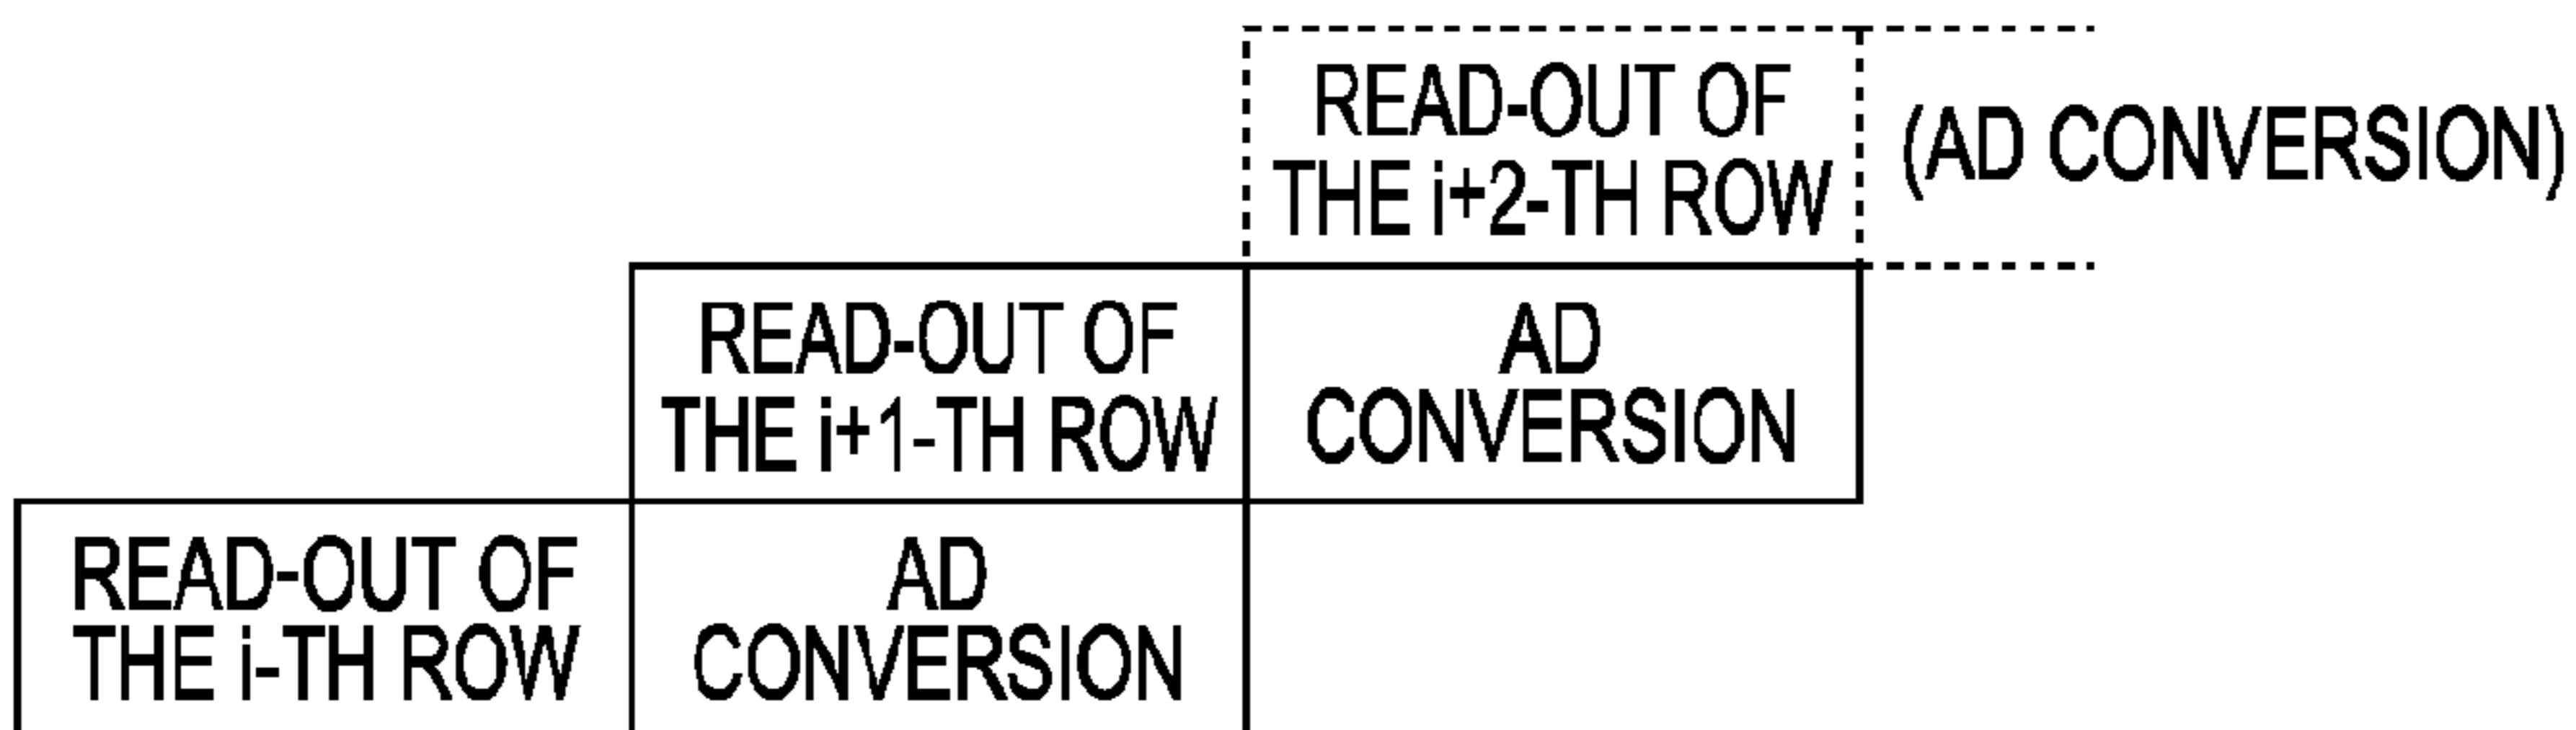 READ-OUT OF
THE i+2-TH ROW
(AD CONVERSION)
READ-OUT OF
THE i+1-TH ROW
AD
CONVERSION
READ-OUT OF
THE i-TH ROW
AD
CONVERSION